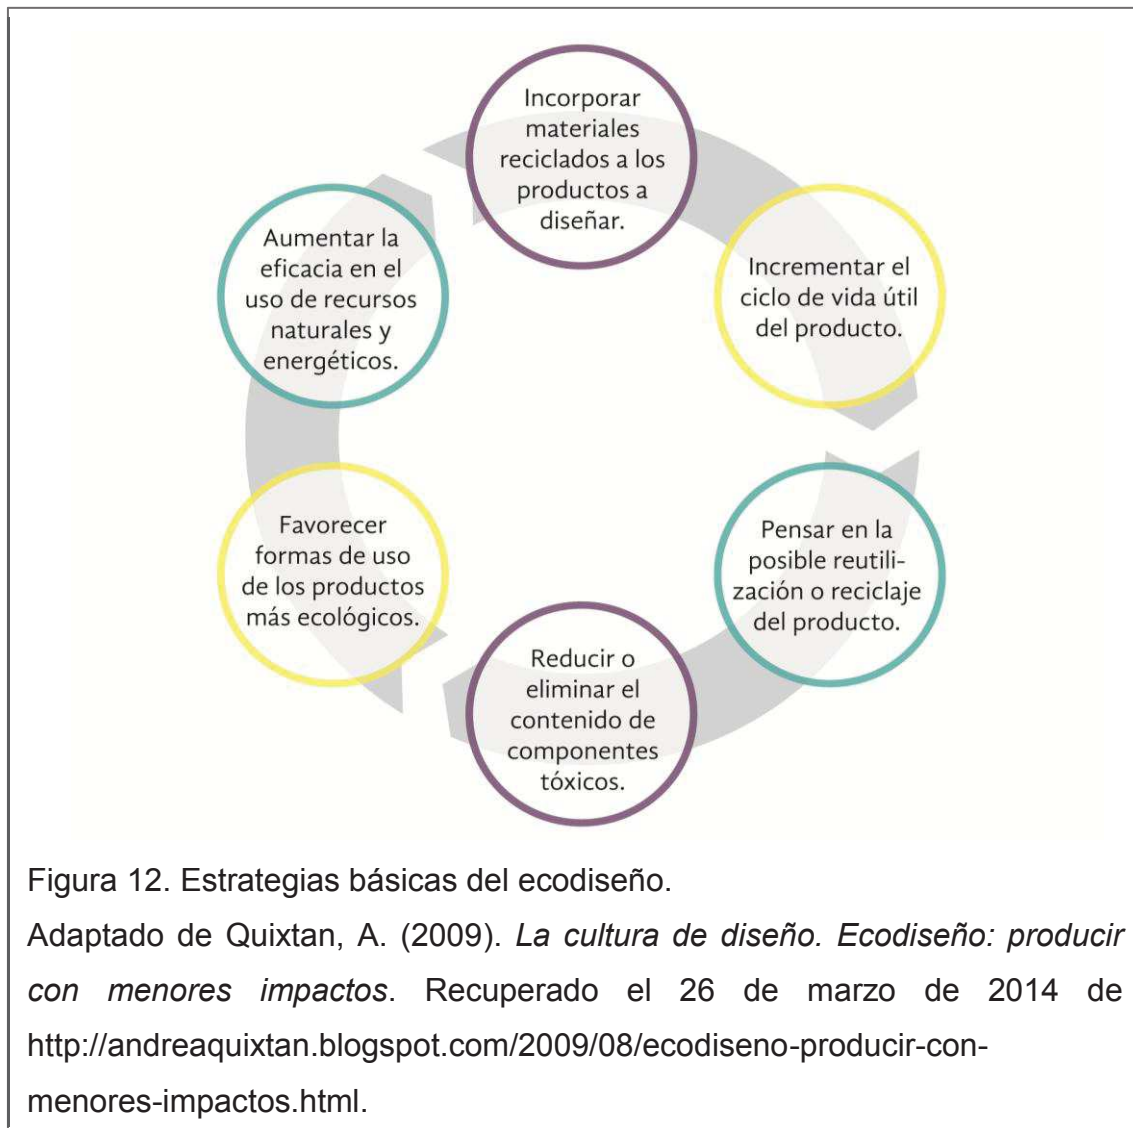 Incorporar
materiales
reciclados a los
productos a
diseñar.
Incrementar el
ciclo de vida útil
del producto.
Pensar en la
posible reutili-
zación o reciclaje
del producto.
Reducir o
eliminar el
contenido de
componentes
tóxicos.
Favorecer
formas de uso
de los productos
más ecológicos.
Aumentar la
eficacia en el
uso de recursos
naturales y
energéticos.
Figura 12. Estrategias básicas del ecodiseño.
Adaptado de Quixtan, A. (2009). La cultura de diseño. Ecodiseño: producir
con menores impactos. Recuperado el 26 de marzo de 2014 de
http://andreaquixtan.blogspot.com/2009/08/ecodiseno-producir-con-
menores-impactos.html.